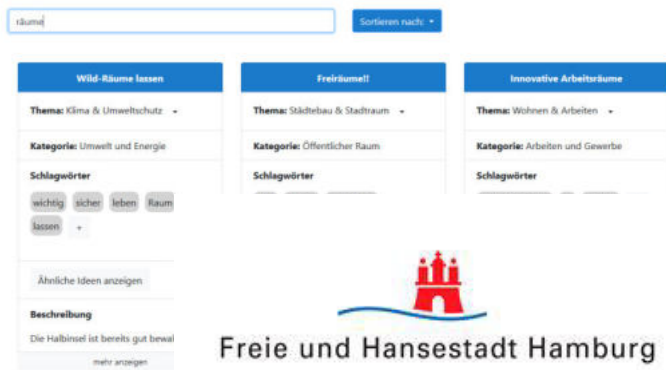 räume
Sortieren nach:
Wild-Räume lassen
Thema: Klima & Umweltschutz
Kategorie: Umwelt und Energie
Schlagwörter
wichtig sicher leben Raum
lassen +
Ähnliche Ideen anzeigen
Beschreibung
Die Halbinsel ist bereits gut bewal
mehr anzeigen
Freiräume!!
Thema: Städtebau & Stadtraum
Kategorie: Öffentlicher Raum
Schlagwörter
Innovative Arbeitsräume
Thema: Wohnen & Arbeiten
Kategorie: Arbeiten und Gewerbe
Schlagwörter
Freie und Hansestadt Hamburg